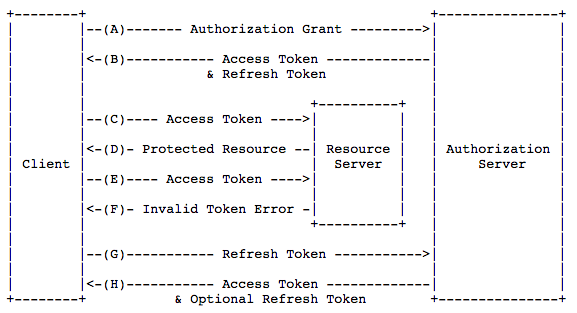 +--------+                                           +---------------+
|        |--(A)------- Authorization Grant --------->|               |
|        |                                           |               |
|        |<-(B)----------- Access Token -------------|               |
|        |               & Refresh Token             |               |
|        |                                           |               |
|        |                            +----------+   |               |
|        |--(C)---- Access Token ---->|          |   |               |
|        |                            |          |   |               |
|        |<-(D)- Protected Resource --| Resource |   | Authorization |
| Client |                            |  Server  |   |     Server    |
|        |--(E)---- Access Token ---->|          |   |               |
|        |                            |          |   |               |
|        |<-(F)- Invalid Token Error -|          |   |               |
|        |                            +----------+   |               |
|        |                                           |               |
|        |--(G)----------- Refresh Token ----------->|               |
|        |                                           |               |
|        |<-(H)----------- Access Token -------------|               |
+--------+           & Optional Refresh Token        +---------------+